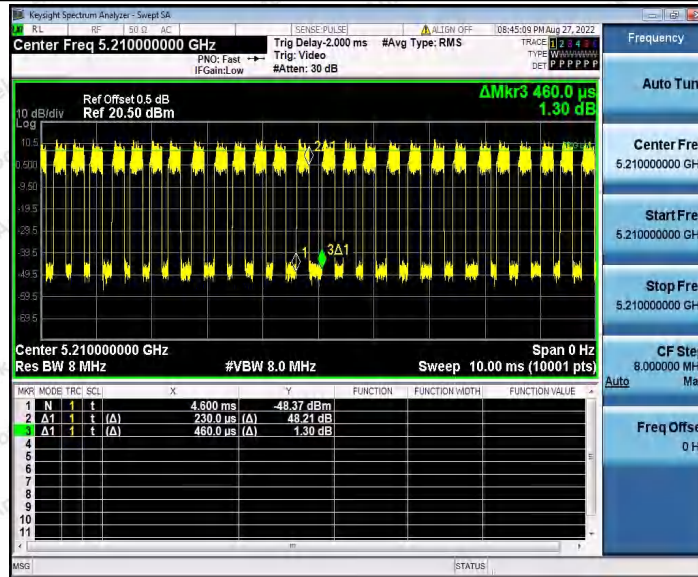 Keysight Spectrum Analyzer - Swept SA
RL RF 50 Ω AC SENSE:PULSE ALIGN OFF 08:45:09 PM Aug 27, 2022
Center Freq 5.210000000 GHz
PNO: Fast
IFGain:Low
Trig Delay-2.000 ms
Trig: Video
#Atten: 30 dB
#Avg Type: RMS
TRACE 1 2 3 4 5 6
TYPE WWWWWW
DET P P P P P P
Ref Offset 0.5 dB
10 dB/div Ref 20.50 dBm
Log
ΔMkr3 460.0 µs
1.30 dB
10.5
0.500
-9.50
-19.5
-29.5
-39.5
-49.5
-59.5
-69.5
2Δ1
1
3Δ1
Center 5.210000000 GHz Span 0 Hz
Res BW 8 MHz #VBW 8.0 MHz Sweep 10.00 ms (10001 pts)
MKR MODE TRC SCL X Y FUNCTION FUNCTION WIDTH FUNCTION VALUE
1 N 1 t 4.600 ms -48.37 dBm
2 Δ1 1 t (Δ) 230.0 µs (Δ) 48.21 dB
3 Δ1 1 t (Δ) 460.0 µs (Δ) 1.30 dB
4
5
6
7
8
9
10
11
MSG STATUS
Frequency
Auto Tun
Center Fre
5.210000000 GH
Start Fre
5.210000000 GH
Stop Fre
5.210000000 GH
CF Ste
8.000000 MH
Auto Ma
Freq Offse
0 H